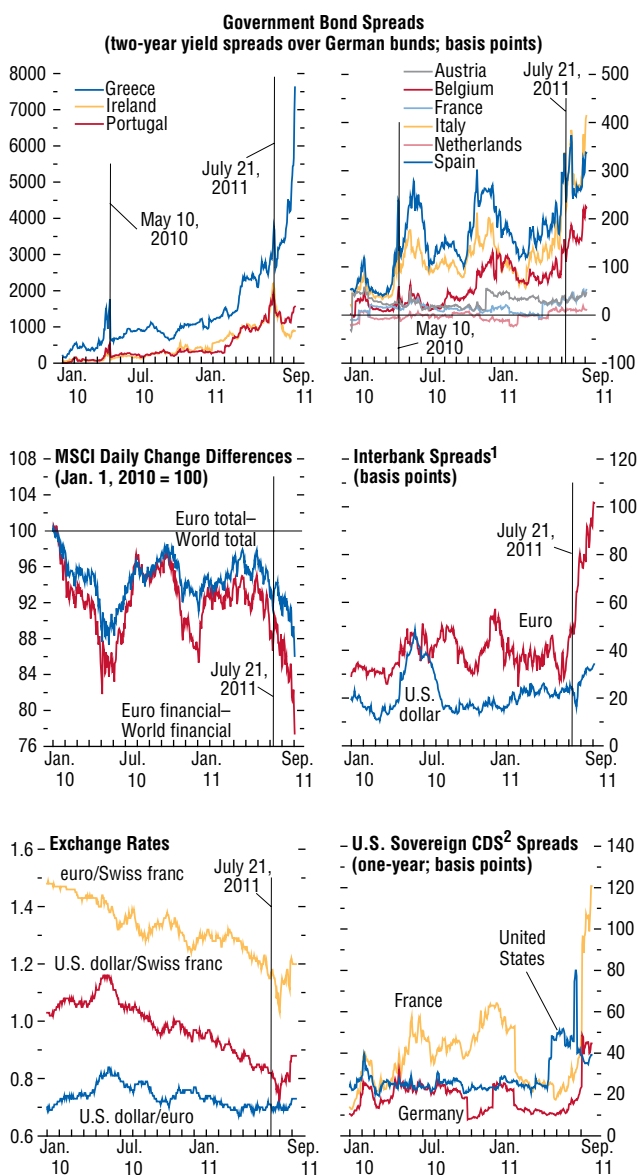 Government Bond Spreads
(two-year yield spreads over German bunds; basis points)
8000
7000
6000
5000
4000
3000
2000
1000
0
Greece
Ireland
Portugal
July 21,
2011
May 10,
2010
Jan.
10
Jul.
10
Jan.
11
Sep.
11
Austria
Belgium
France
Italy
Netherlands
Spain
July 21,
2011
May 10,
2010
500
400
300
200
100
0
-100
Jan.
10
Jul.
10
Jan.
11
Sep.
11
MSCI Daily Change Differences
(Jan. 1, 2010 = 100)
108
104
100
96
92
88
84
80
76
Euro total–
World total
July 21,
2011
Euro financial–
World financial
Jan.
10
Jul.
10
Jan.
11
Sep.
11
Interbank Spreads¹
(basis points)
120
100
80
60
40
20
0
July 21,
2011
Euro
U.S.
dollar
Jan.
10
Jul.
10
Jan.
11
Sep.
11
Exchange Rates
1.6
1.4
1.2
1.0
0.8
0.6
euro/Swiss franc
July 21,
2011
U.S. dollar/Swiss franc
U.S. dollar/euro
Jan.
10
Jul.
10
Jan.
11
Sep.
11
U.S. Sovereign CDS² Spreads
(one-year; basis points)
140
120
100
80
60
40
20
0
United
States
France
Germany
Jan.
10
Jul.
10
Jan.
11
Sep.
11